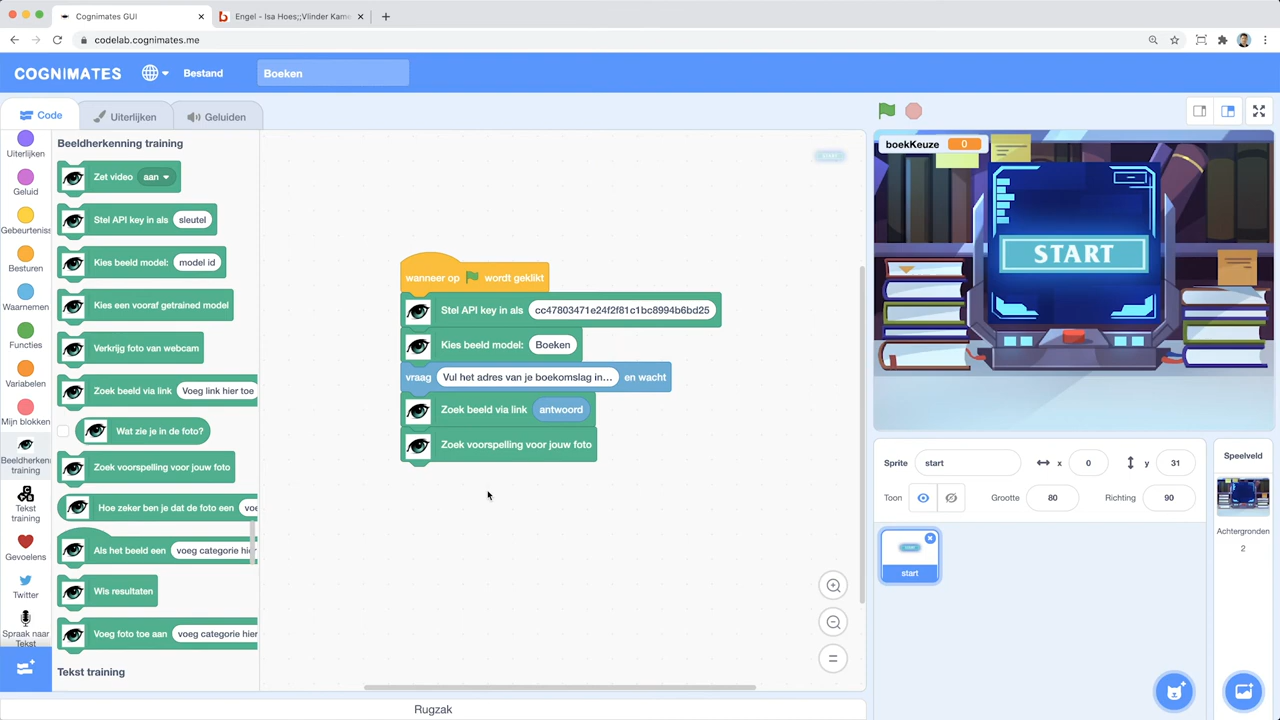 Cognimates GUI
Engel - Isa Hoes;;Vlinder Kam
codelab.cognimates.me
COGNIMATES
Bestand
Boeken
Code
Uiterlijken
Geluiden
Uiterlijken
Geluid
Gebeurteniss
Besturen
Waarnemen
Functies
Variabelen
Mijn blokken
Beeldherken
training
Tekst
training
Gevoelens
Twitter
Spraak naar
Tekst
Beeldherkenning training
Zet video aan
Stel API key in als sleutel
Kies beeld model: model id
Kies een vooraf getraind model
Verkrijg foto van webcam
Zoek beeld via link Voeg link hier toe
Wat zie je in de foto?
Zoek voorspelling voor jouw foto
Hoe zeker ben je dat de foto een voe
Als het beeld een voeg categorie hier
Wis resultaten
Voeg foto toe aan voeg categorie hier
Tekst training
wanneer op wordt geklikt
Stel API key in als cc47803471e24f2f81c1bc8994b6bd25
Kies beeld model: Boeken
vraag Vul het adres van je boekomslag in... en wacht
Zoek beeld via link antwoord
Zoek voorspelling voor jouw foto
Rugzak
boekKeuze 0
START
Sprite start x 0 y 31
Toon Grootte 80 Richting 90
start
Speelveld
Achtergronden
2